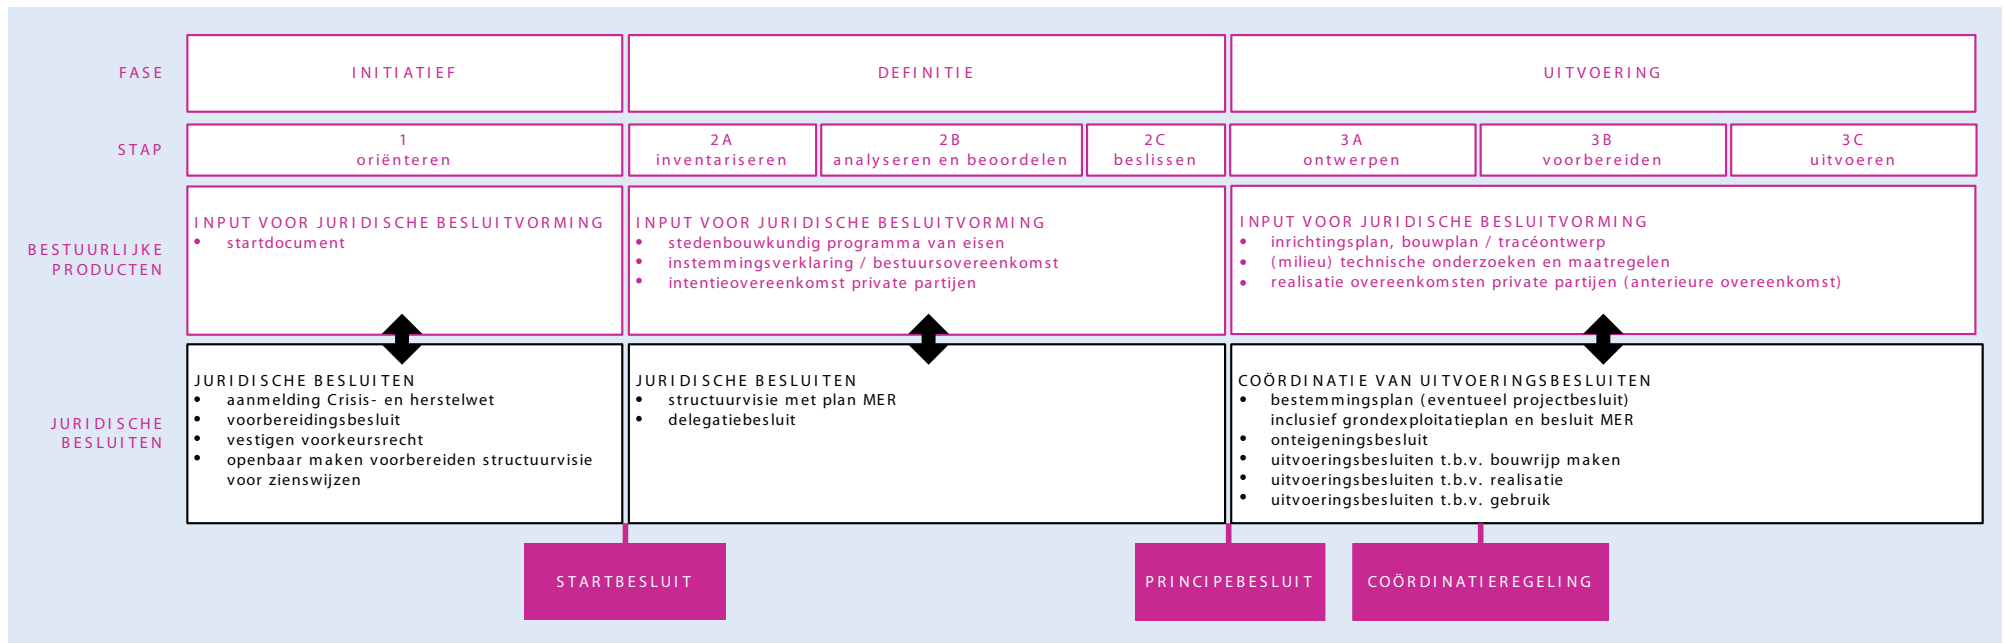 FASE
INITIATIEF
DEFINITIE
UITVOERING
STAP
1
oriënteren
2A
inventariseren
2B
analyseren en beoordelen
2C
beslissen
3A
ontwerpen
3B
voorbereiden
3C
uitvoeren
BESTUURLIJKE
PRODUCTEN
INPUT VOOR JURIDISCHE BESLUITVORMING
• startdocument
INPUT VOOR JURIDISCHE BESLUITVORMING
• stedenbouwkundig programma van eisen
• instemmingsverklaring / bestuursovereenkomst
• intentieovereenkomst private partijen
INPUT VOOR JURIDISCHE BESLUITVORMING
• inrichtingsplan, bouwplan / tracéontwerp
• (milieu) technische onderzoeken en maatregelen
• realisatie overeenkomsten private partijen (anterieure overeenkomst)
JURIDISCHE
BESLUITEN
JURIDISCHE BESLUITEN
• aanmelding Crisis- en herstelwet
• voorbereidingsbesluit
• vestigen voorkeursrecht
• openbaar maken voorbereiden structuurvisie
voor zienswijzen
JURIDISCHE BESLUITEN
• structuurvisie met plan MER
• delegatiebesluit
COÖRDINATIE VAN UITVOERINGSBESLUITEN
• bestemmingsplan (eventueel projectbesluit)
inclusief grondexploitatieplan en besluit MER
• onteigeningsbesluit
• uitvoeringsbesluiten t.b.v. bouwrijp maken
• uitvoeringsbesluiten t.b.v. realisatie
• uitvoeringsbesluiten t.b.v. gebruik
STARTBESLUIT
PRINCIPEBESLUIT
COÖRDINATIEREGELING